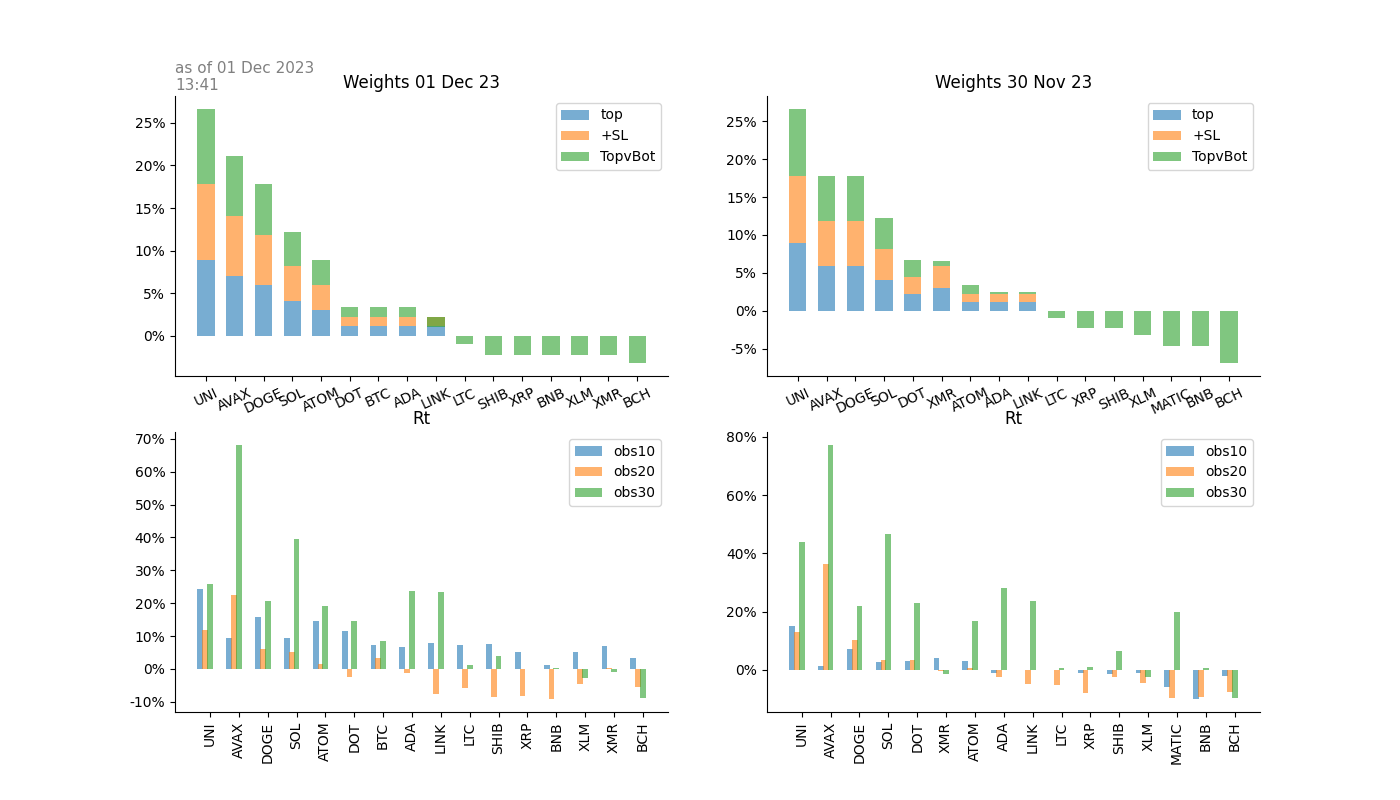 as of 01 Dec 2023
13:41
Weights 01 Dec 23
25%
20%
15%
10%
5%
0%
top
+SL
TopvBot
UNI AVAX DOGE SOL ATOM DOT BTC ADA LINK LTC SHIB XRP BNB XLM XMR BCH
Weights 30 Nov 23
25%
20%
15%
10%
5%
0%
-5%
top
+SL
TopvBot
UNI AVAX DOGE SOL DOT XMR ATOM ADA LINK LTC XRP SHIB XLM MATIC BNB BCH
Rt
70%
60%
50%
40%
30%
20%
10%
0%
-10%
obs10
obs20
obs30
UNI AVAX DOGE SOL ATOM DOT BTC ADA LINK LTC SHIB XRP BNB XLM XMR BCH
Rt
80%
60%
40%
20%
0%
obs10
obs20
obs30
UNI AVAX DOGE SOL DOT XMR ATOM ADA LINK LTC XRP SHIB XLM MATIC BNB BCH